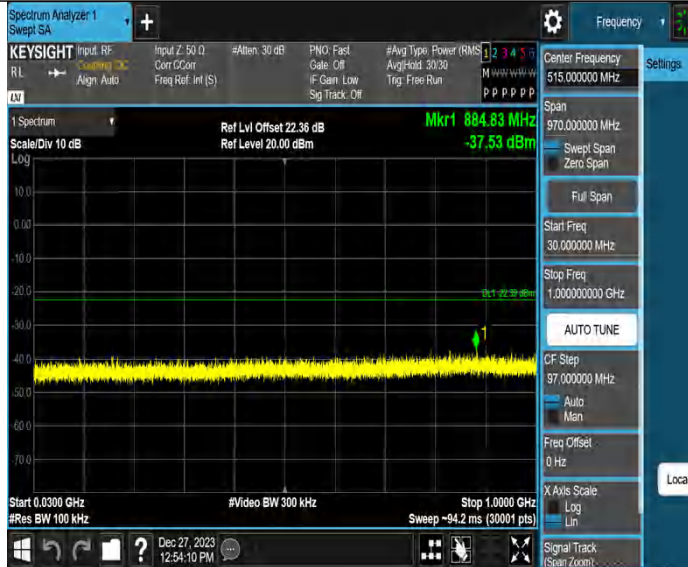 Spectrum Analyzer 1
Swept SA
+
Frequency
KEYSIGHT
RL
Input: RF
Coupling: DC
Align: Auto
Input Z: 50 Ω
Corr CCorr
Freq Ref: Int (S)
#Atten: 30 dB
PNO: Fast
Gate: Off
IF Gain: Low
Sig Track: Off
#Avg Type: Power (RMS
Avg|Hold: 30/30
Trig: Free Run
1 2 3 4 5 6
M W W W W W
P P P P P P
LXI
1 Spectrum
Scale/Div 10 dB
Log
Ref Lvl Offset 22.36 dB
Ref Level 20.00 dBm
Mkr1 884.83 MHz
-37.53 dBm
10.0
0.00
-10.0
-20.0
-30.0
-40.0
-50.0
-60.0
-70.0
DL1 -22.39 dBm
1
Start 0.0300 GHz
#Res BW 100 kHz
#Video BW 300 kHz
Stop 1.0000 GHz
Sweep ~94.2 ms (30001 pts)
?
Dec 27, 2023
12:54:10 PM
Center Frequency
515.000000 MHz
Settings
Span
970.000000 MHz
Swept Span
Zero Span
Full Span
Start Freq
30.000000 MHz
Stop Freq
1.000000000 GHz
AUTO TUNE
CF Step
97.000000 MHz
Auto
Man
Freq Offset
0 Hz
X Axis Scale
Log
Lin
Loca
Signal Track
(Span Zoom)